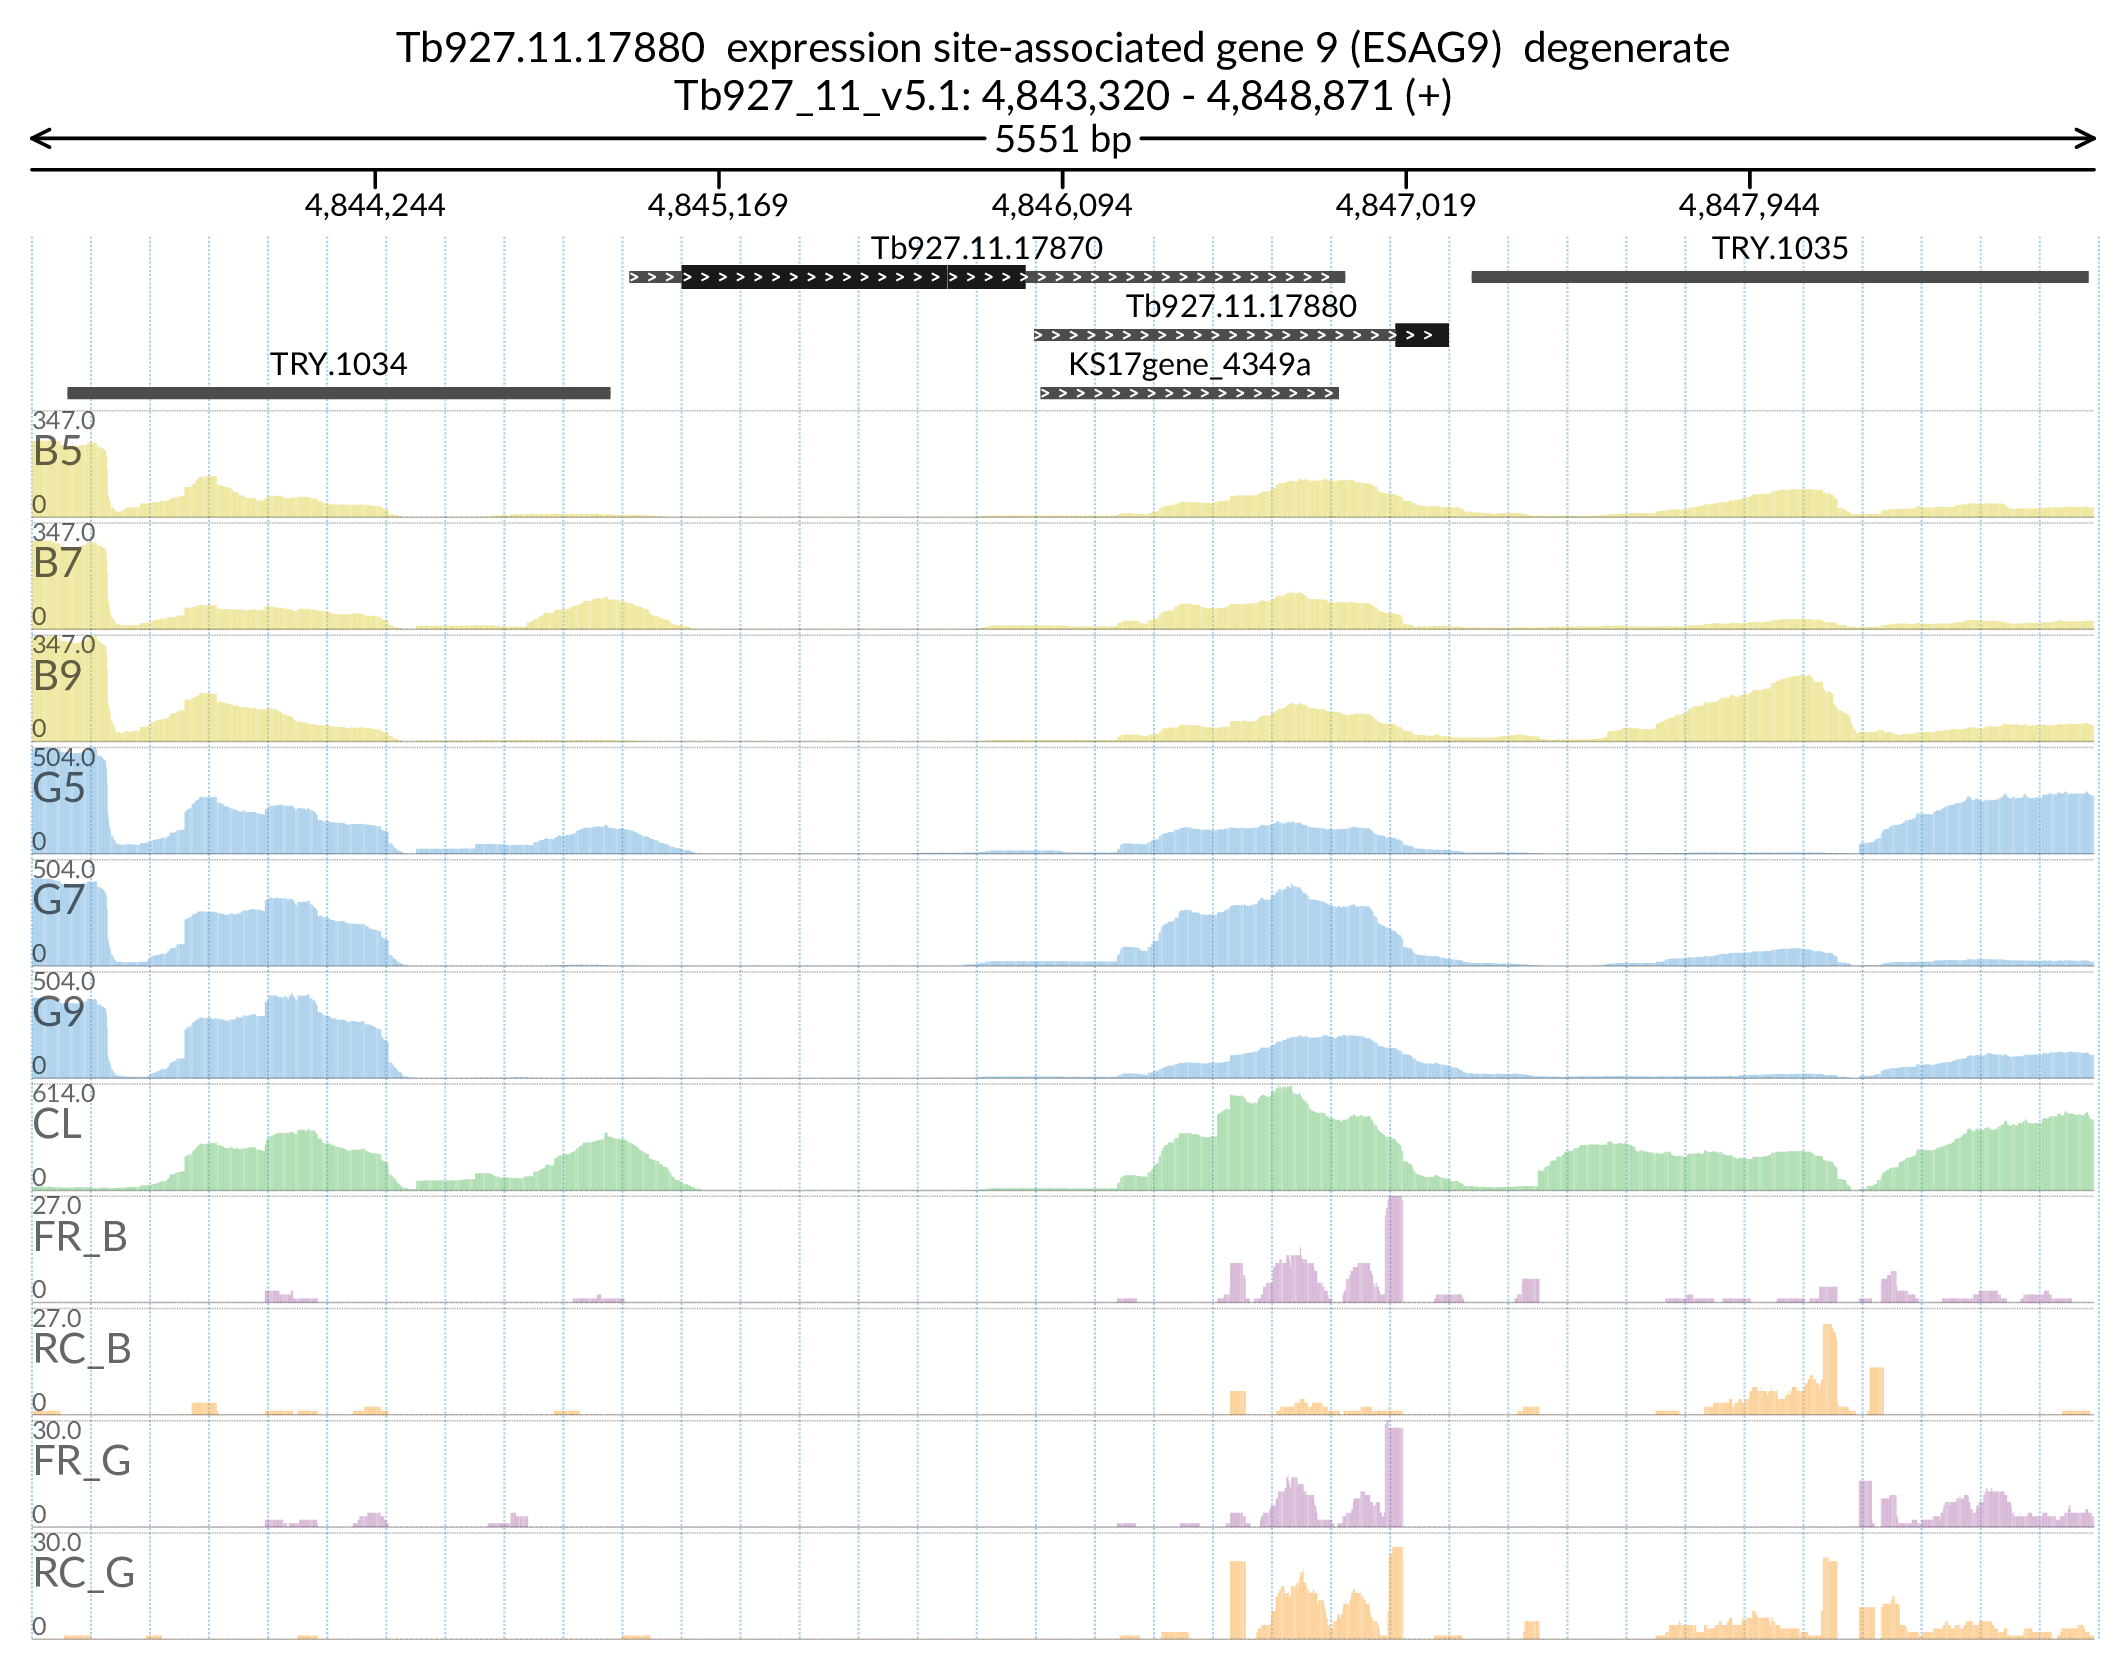 Tb927.11.17880  expression site-associated gene 9 (ESAG9)  degenerate
Tb927_11_v5.1: 4,843,320 - 4,848,871 (+)
5551 bp
4,844,244 4,845,169 4,846,094 4,847,019 4,847,944
Tb927.11.17870 TRY.1035
Tb927.11.17880
TRY.1034 KS17gene_4349a
347.0
B5
0
347.0
B7
0
347.0
B9
0
504.0
G5
0
504.0
G7
0
504.0
G9
0
614.0
CL
0
27.0
FR_B
0
27.0
RC_B
0
30.0
FR_G
0
30.0
RC_G
0